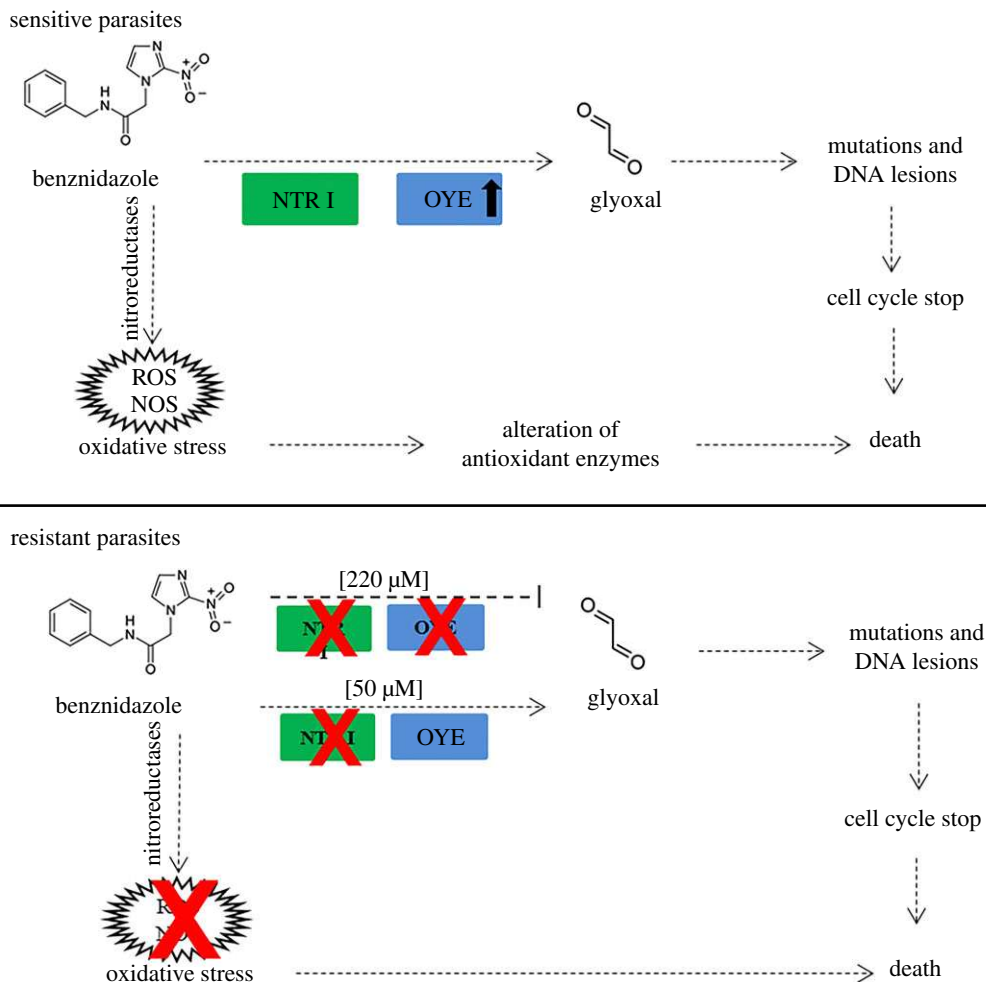 sensitive parasites
N
N
N
+
O
O
−
H
N
O
benznidazole
NTR I
OYE
O
O
glyoxal
mutations and
DNA lesions
nitroreductases
cell cycle stop
ROS
NOS
oxidative stress
alteration of
antioxidant enzymes
death
resistant parasites
N
N
N
+
O
O
−
H
N
O
benznidazole
[220 µM]
[50 µM]
OYE
O
O
glyoxal
mutations and
DNA lesions
nitroreductases
cell cycle stop
oxidative stress
death